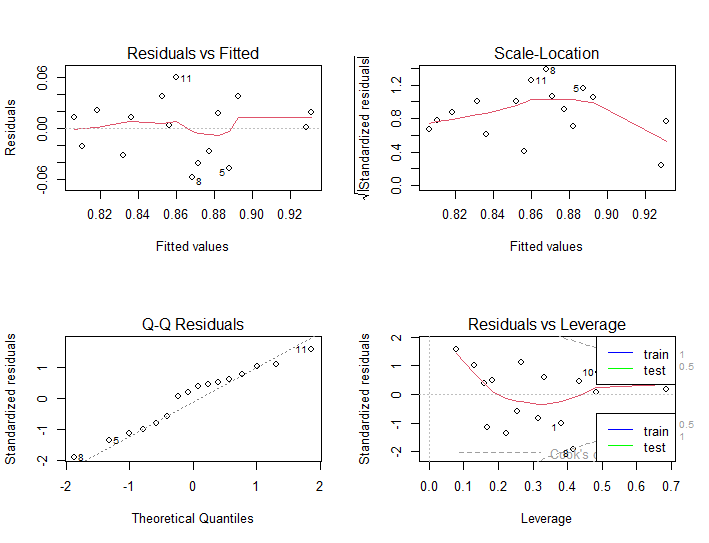 Residuals vs Fitted
Residuals
0.06
0.00
-0.06
11
5
8
0.82 0.84 0.86 0.88 0.90 0.92
Fitted values
Scale-Location
√|Standardized residuals|
1.2
0.8
0.4
0.0
8
11
5
0.82 0.84 0.86 0.88 0.90 0.92
Fitted values
Q-Q Residuals
Standardized residuals
1
0
-1
-2
11
5
8
-2 -1 0 1 2
Theoretical Quantiles
Residuals vs Leverage
Standardized residuals
2
1
0
-1
-2
10
1
8
train
test
1
0.5
train
test
0.5
1
0.0 0.1 0.2 0.3 0.4 0.5 0.6 0.7
Leverage